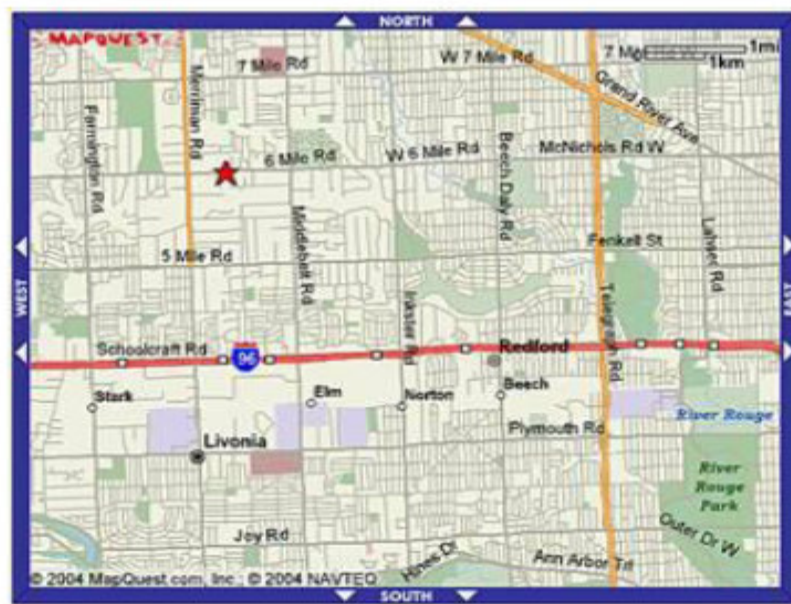 NORTH
MAPQUEST
7 Mile Rd
W 7 Mile Rd
1mi
1km
Grand River Ave
Farmington Rd
Merriman Rd
6 Mile Rd
W 6 Mile Rd
Beech Daly Rd
McNichols Rd W
Middlebelt Rd
5 Mile Rd
Fenkell St
Lahser Rd
WEST
EAST
Inkster Rd
Telegraph Rd
Schoolcraft Rd
96
Redford
Stark
Elm
Norton
Beech
River Rouge
Livonia
Plymouth Rd
River
Rouge
Park
Joy Rd
Hines Dr
Ann Arbor Trl
Outer Dr W
© 2004 MapQuest.com, Inc.; © 2004 NAVTEQ
SOUTH